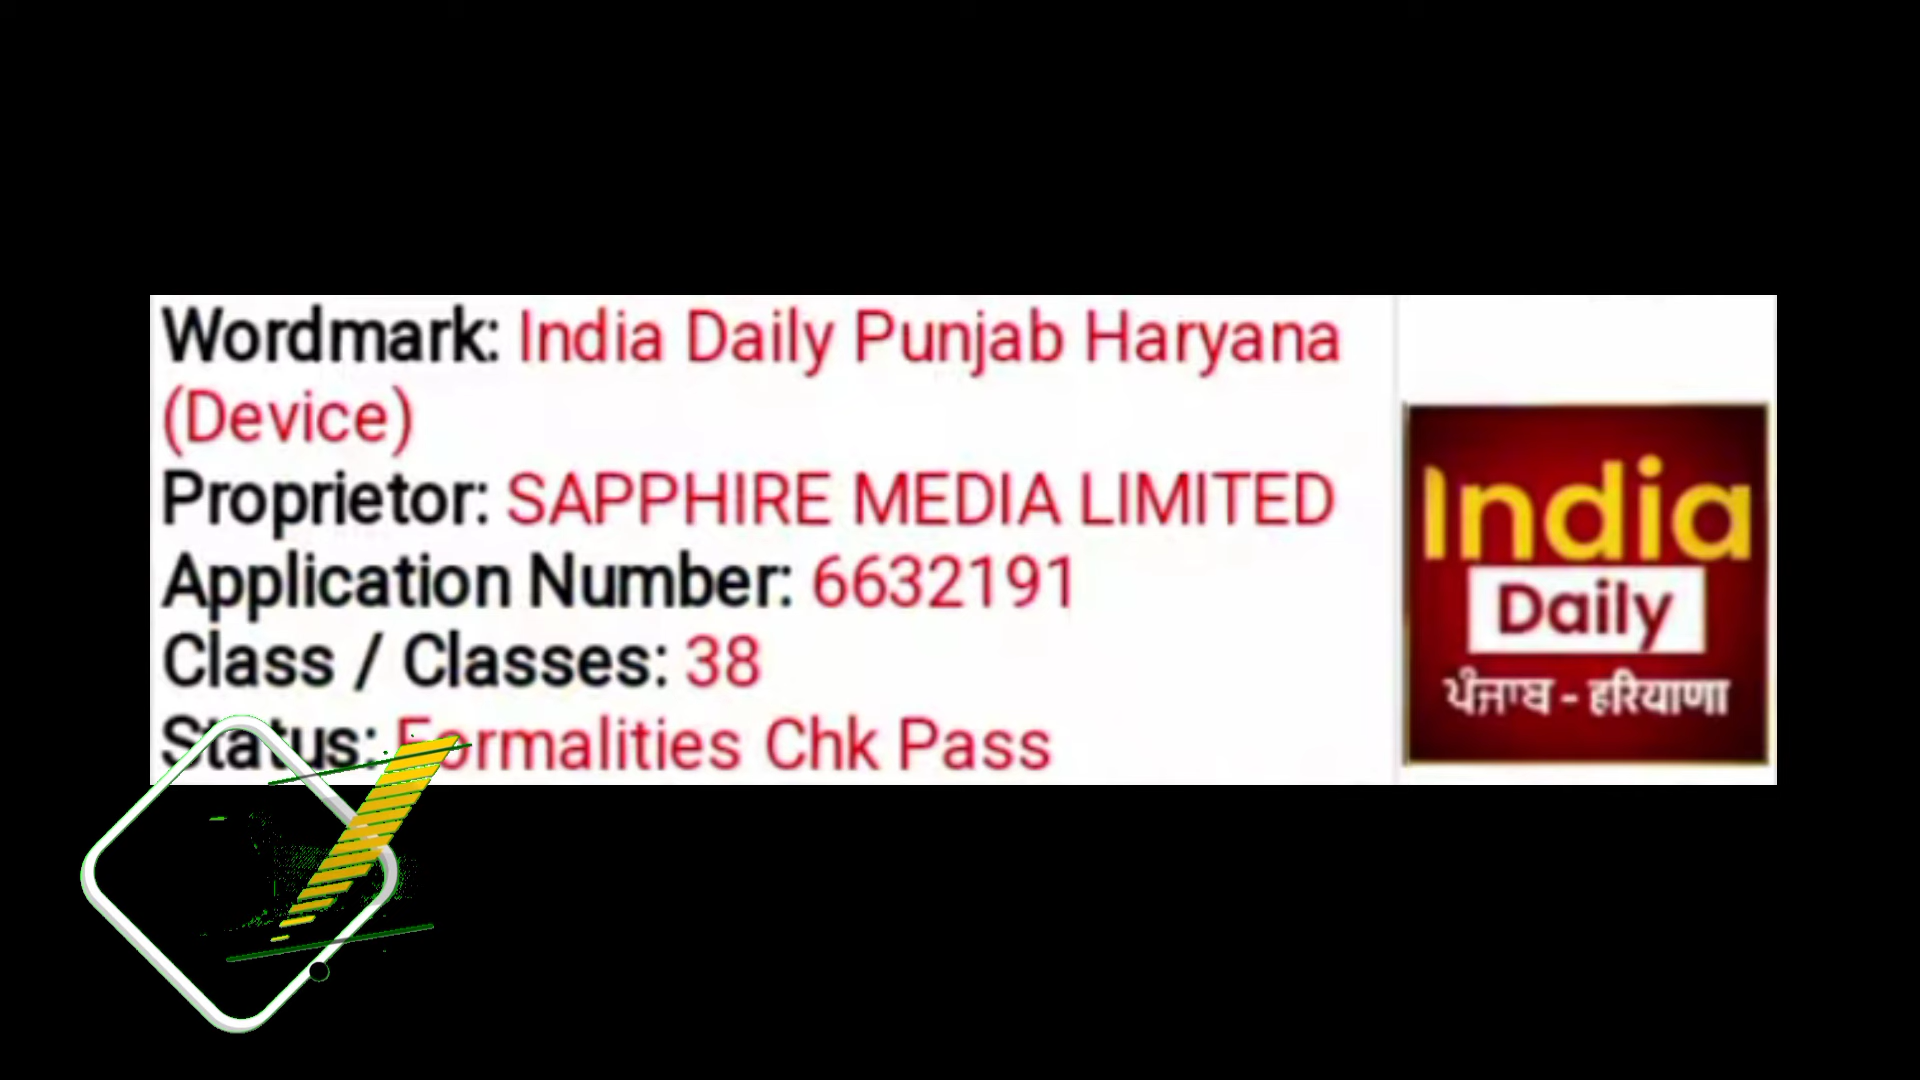 Wordmark: India Daily Punjab Haryana
(Device)
Proprietor: SAPPHIRE MEDIA LIMITED
Application Number: 6632191
Class / Classes: 38
Status: Formalities Chk Pass
India
Daily
ਪੰਜਾਬ - हरियाणा